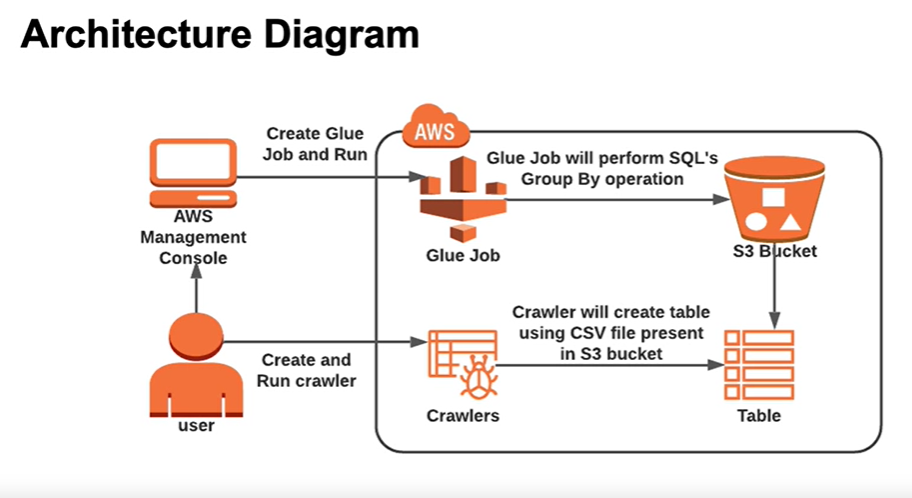 Architecture Diagram
AWS
Create Glue
Job and Run
Glue Job will perform SQL's
Group By operation
AWS
Management
Console
Glue Job
S3 Bucket
Crawler will create table
using CSV file present
in S3 bucket
Create and
Run crawler
Crawlers
Table
user